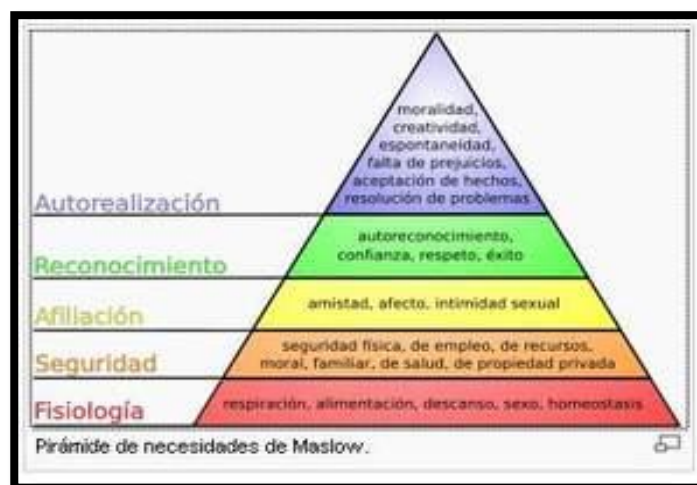 moralidad,
creatividad,
espontaneidad,
falta de prejuicios,
aceptación de hechos,
resolución de problemas
Autorealización
autoreconocimiento,
confianza, respeto, éxito
Reconocimiento
amistad, afecto, intimidad sexual
Afiliación
seguridad física, de empleo, de recursos,
moral, familiar, de salud, de propiedad privada
Seguridad
respiración, alimentación, descanso, sexo, homeostasis
Fisiología
Pirámide de necesidades de Maslow.